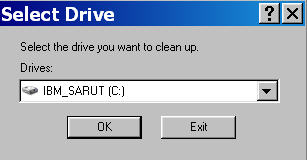 Select Drive
Select the drive you want to clean up.
Drives:
IBM_SARUT (C:)
OK Exit